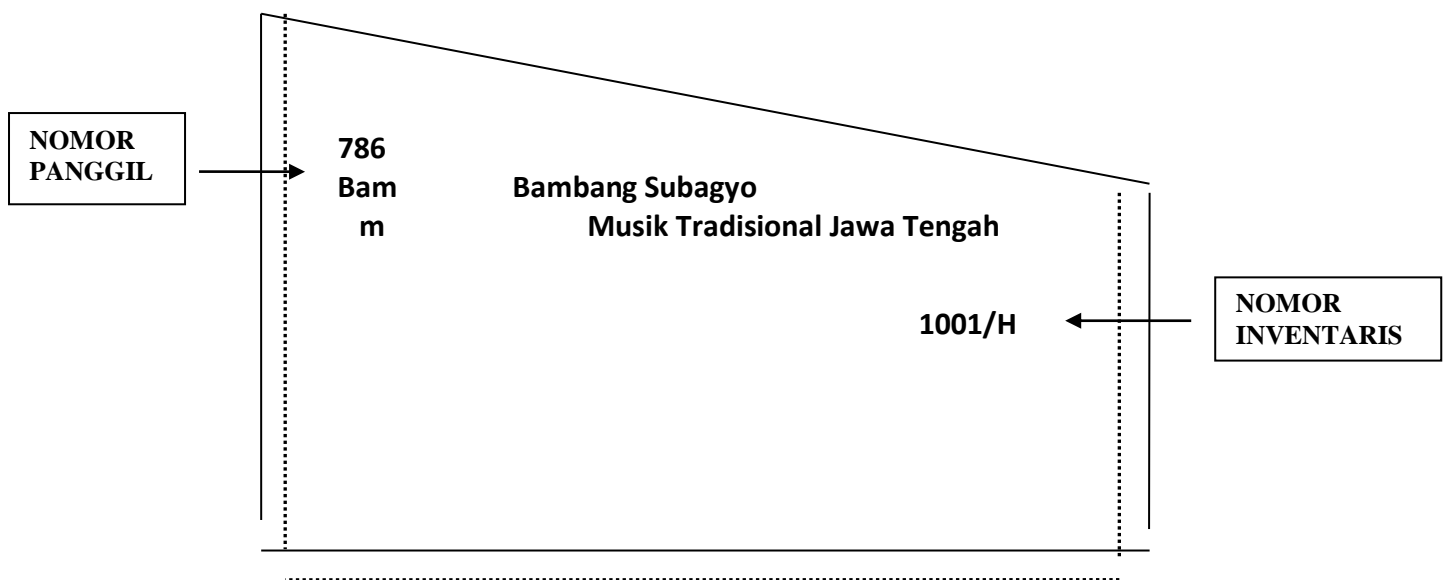 NOMOR
PANGGIL
786
Bam Bambang Subagyo
m Musik Tradisional Jawa Tengah
1001/H
NOMOR
INVENTARIS